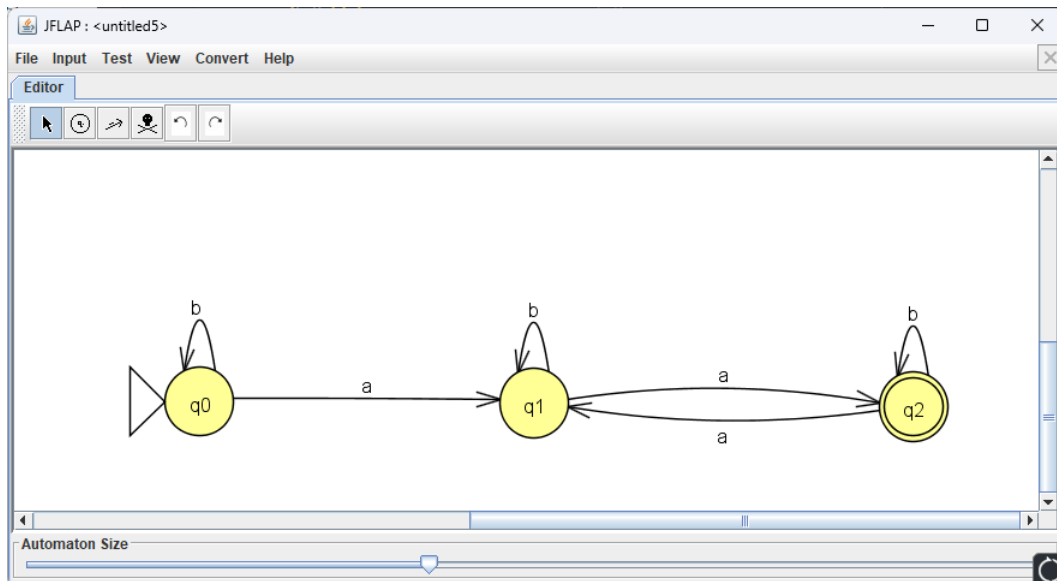 JFLAP : <untitled5>
File Input Test View Convert Help
Editor
b b b
a a
q0 q1 q2
a
Automaton Size